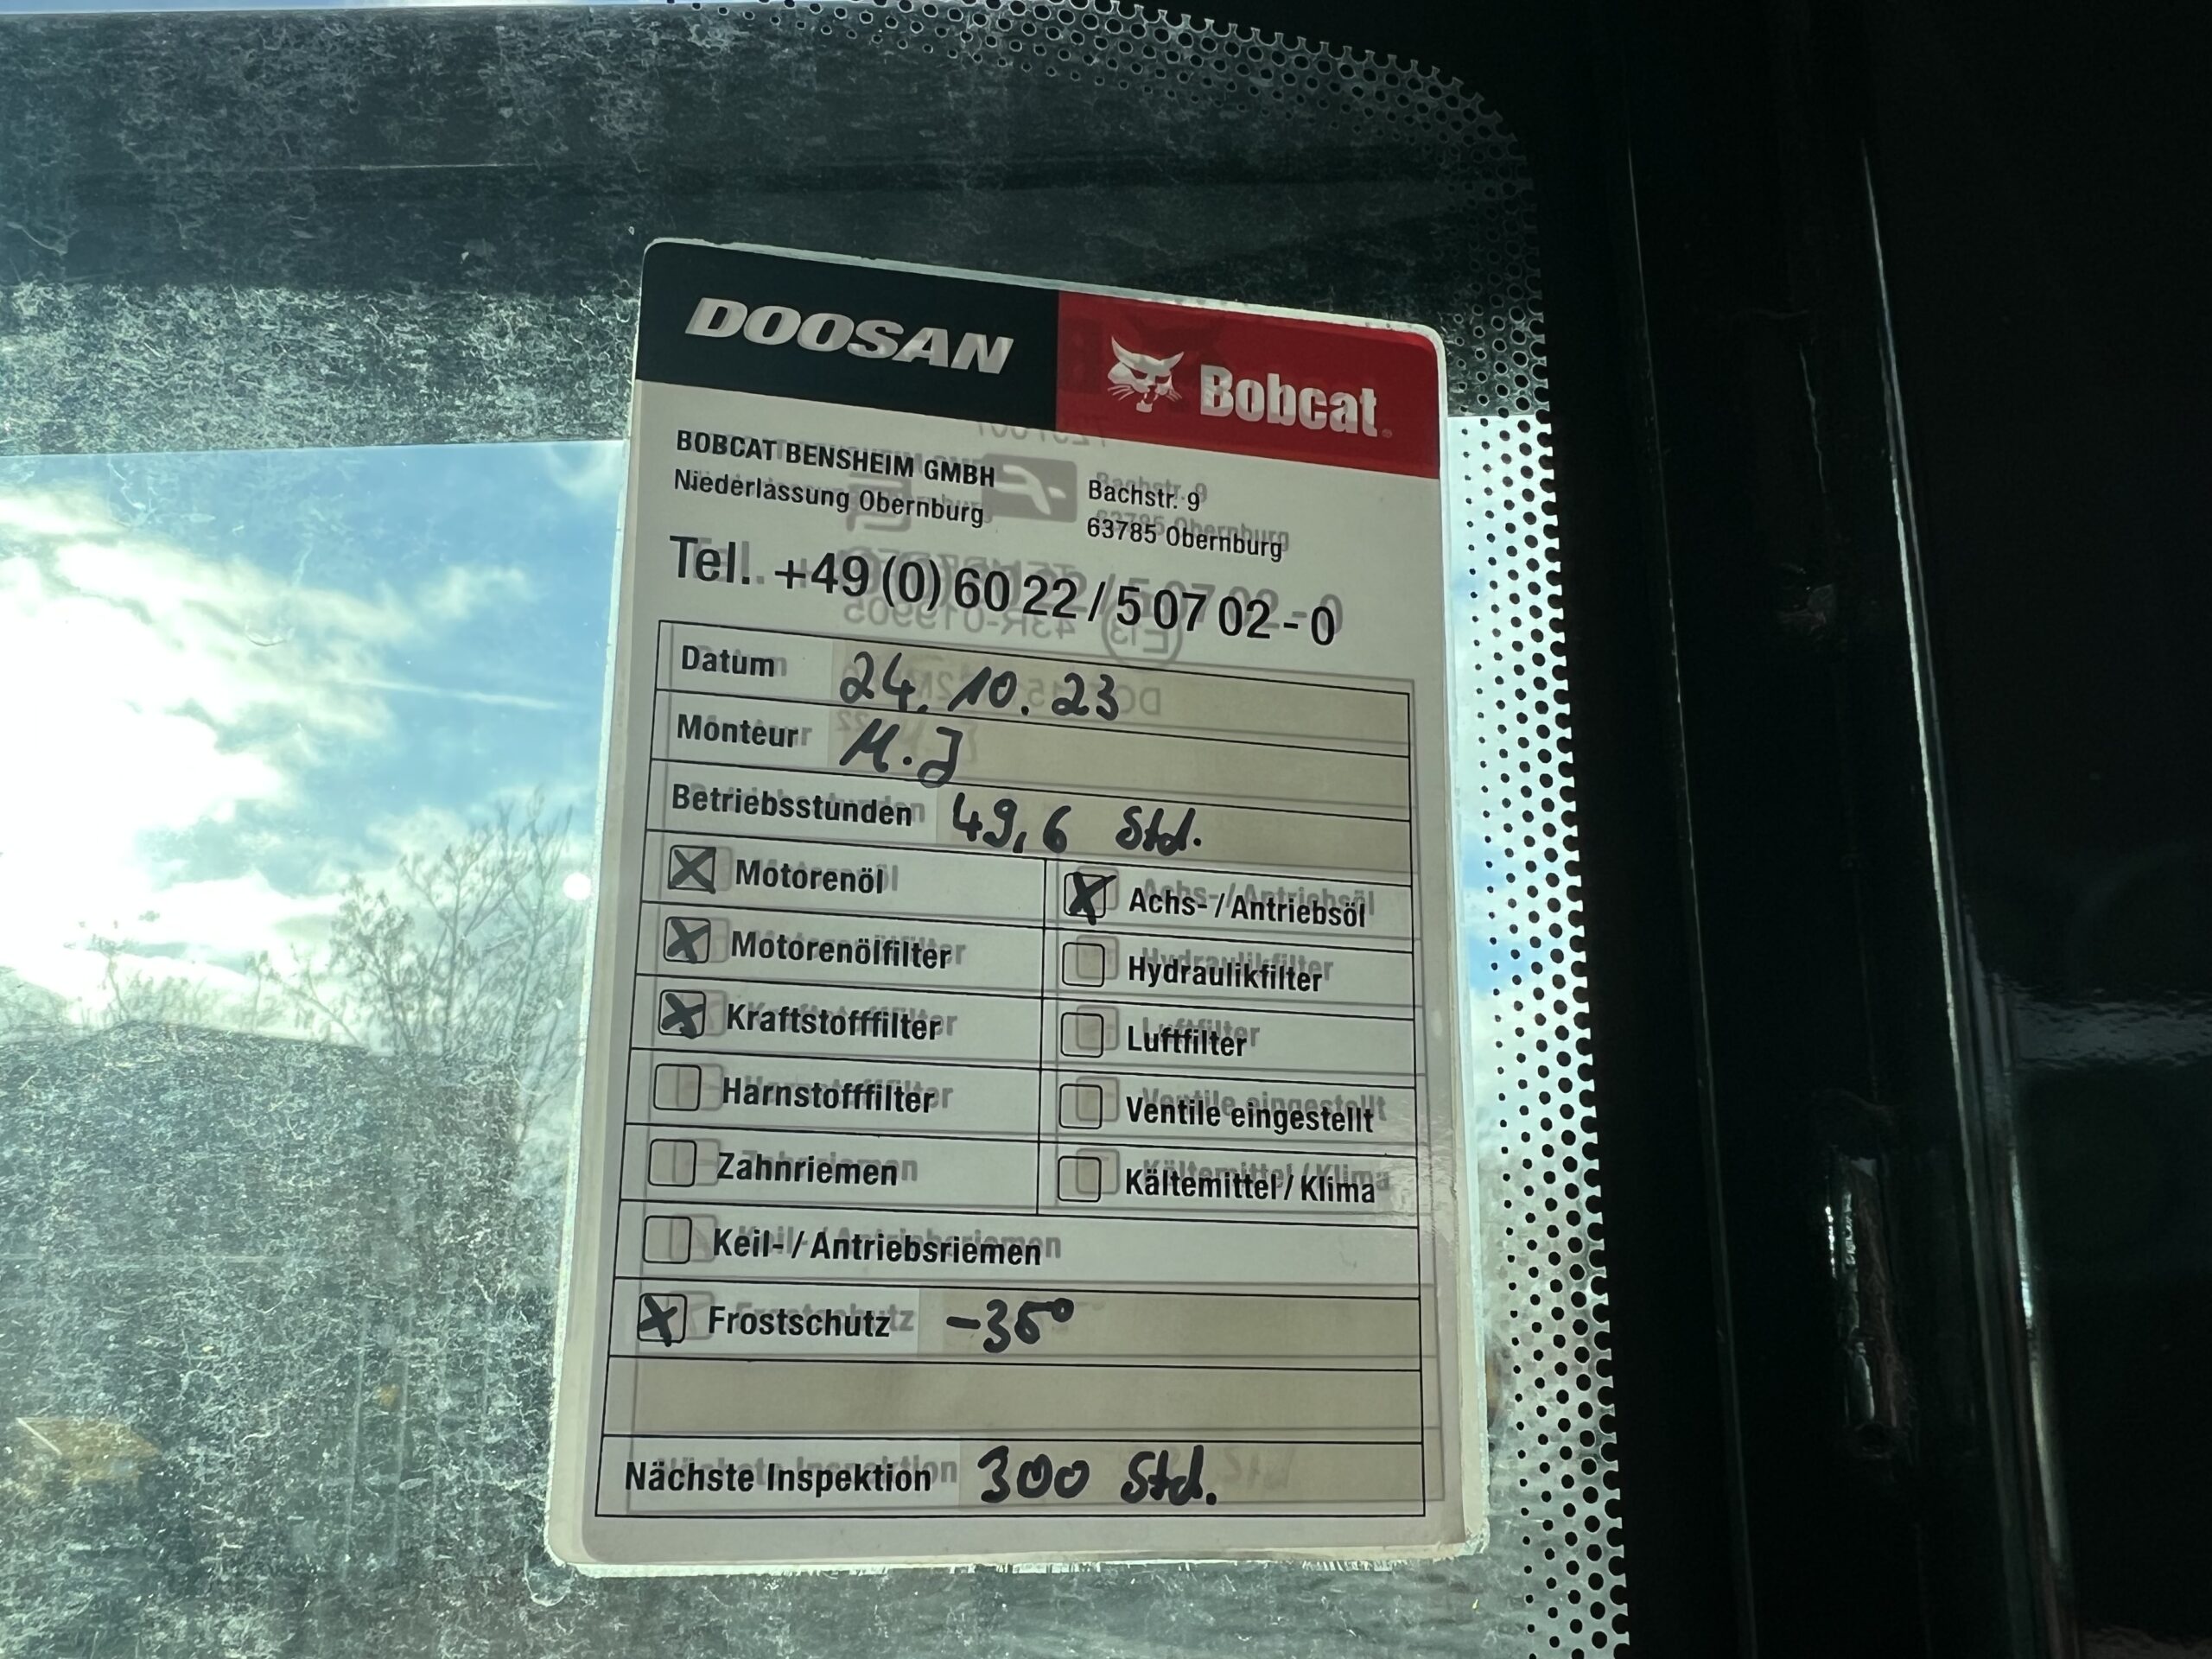 DOOSAN Bobcat
BOBCAT BENSHEIM GMBH
Niederlassung Obernburg
Bachstr. 9
63785 Obernburg
Tel. +49 (0) 60 22 / 5 07 02 - 0
Datum 24.10.23
Monteur M.J
Betriebsstunden 49,6 Std.
Motorenöl Achs- / Antriebsöl
Motorenölfilter Hydraulikfilter
Kraftstofffilter Luftfilter
Harnstofffilter Ventile eingestellt
Zahnriemen Kältemittel / Klima
Keil- / Antriebsriemen
Frostschutz -36°
Nächste Inspektion 300 Std.